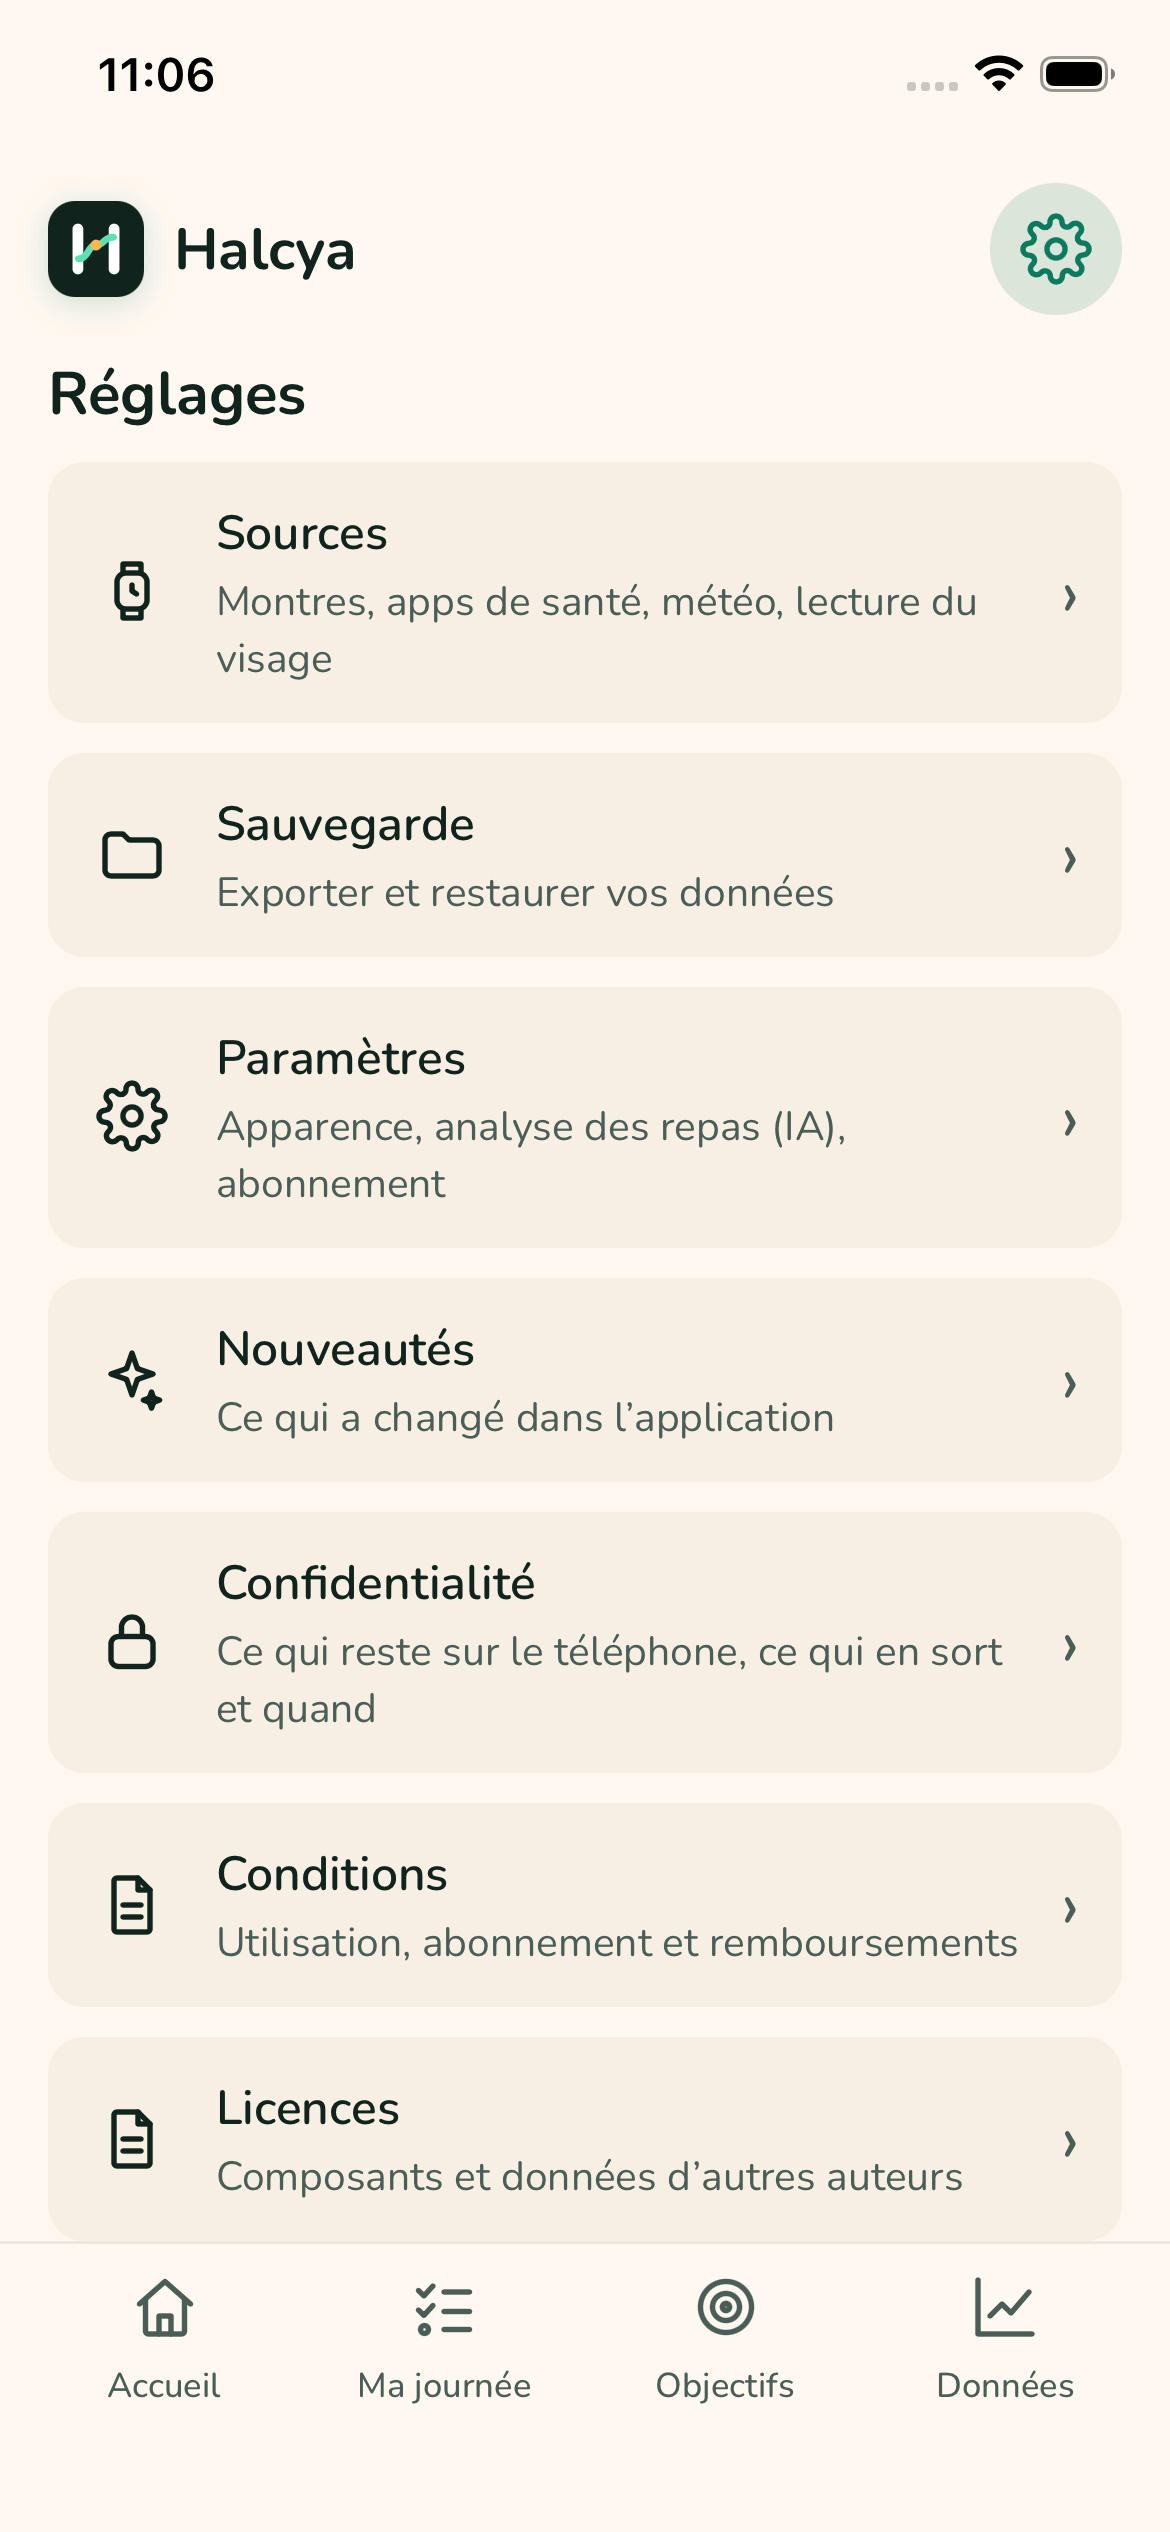 11:06
Halcya
Réglages
Sources
Montres, apps de santé, météo, lecture du
visage
Sauvegarde
Exporter et restaurer vos données
Paramètres
Apparence, analyse des repas (IA),
abonnement
Nouveautés
Ce qui a changé dans l’application
Confidentialité
Ce qui reste sur le téléphone, ce qui en sort
et quand
Conditions
Utilisation, abonnement et remboursements
Licences
Composants et données d’autres auteurs
Accueil
Ma journée
Objectifs
Données